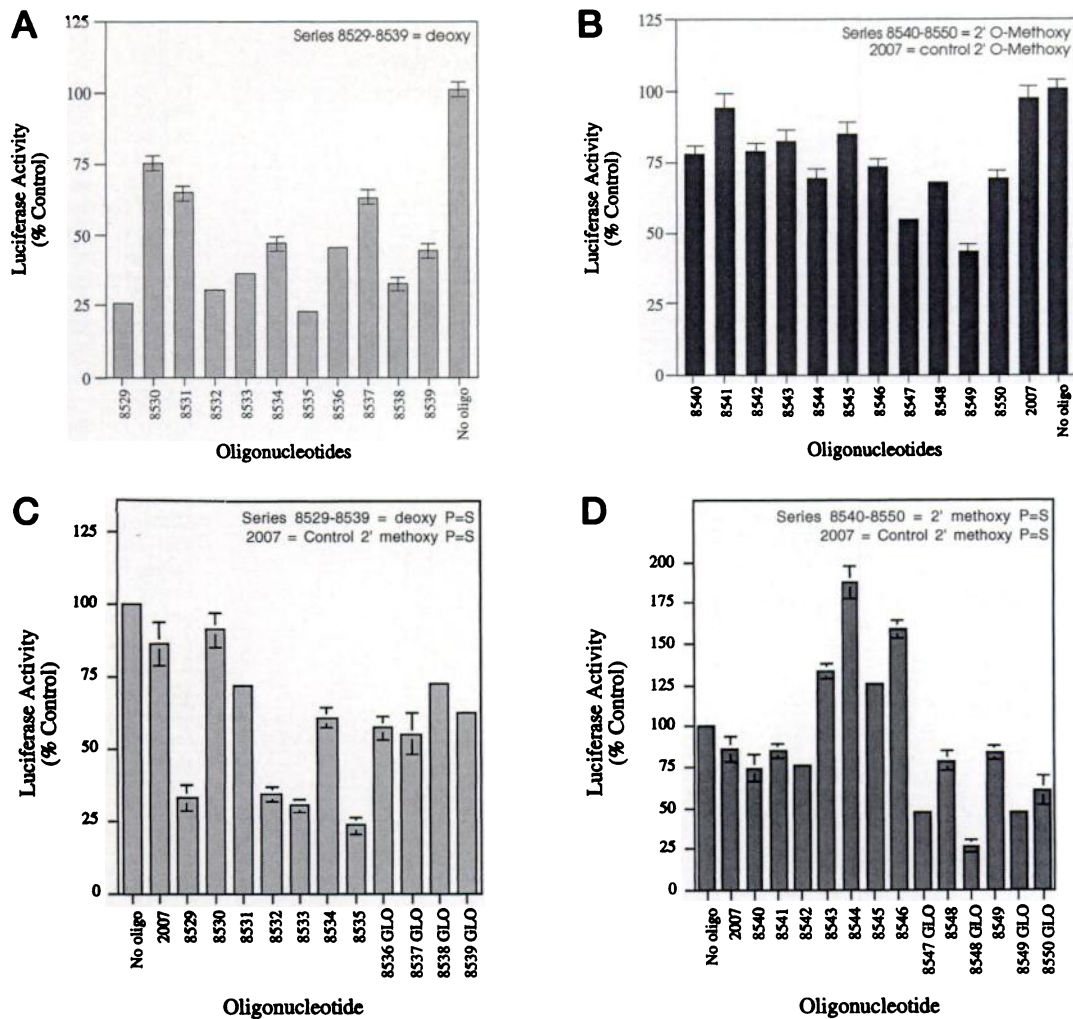 A
Series 8529-8539 = deoxy
125
100
75
50
25
0
Luciferase Activity
(% Control)
8529
8530
8531
8532
8533
8534
8535
8536
8537
8538
8539
No oligo
Oligonucleotides
B
Series 8540-8550 = 2' O-Methoxy
2007 = control 2' O-Methoxy
125
100
75
50
25
0
Luciferase Activity
(% Control)
8540
8541
8542
8543
8544
8545
8546
8547
8548
8549
8550
2007
No oligo
Oligonucleotides
C
Series 8529-8539 = deoxy P=S
2007 = Control 2' methoxy P=S
125
100
75
50
25
0
Luciferase Activity
(% Control)
No oligo
2007
8529
8530
8531
8532
8533
8534
8535
8536 GLO
8537 GLO
8538 GLO
8539 GLO
Oligonucleotide
D
Series 8540-8550 = 2' methoxy P=S
2007 = Control 2' methoxy P=S
200
175
150
125
100
75
50
25
0
Luciferase Activity
(% Control)
No oligo
2007
8540
8541
8542
8543
8544
8545
8546
8547 GLO
8548
8548 GLO
8549
8549 GLO
8550 GLO
Oligonucleotide